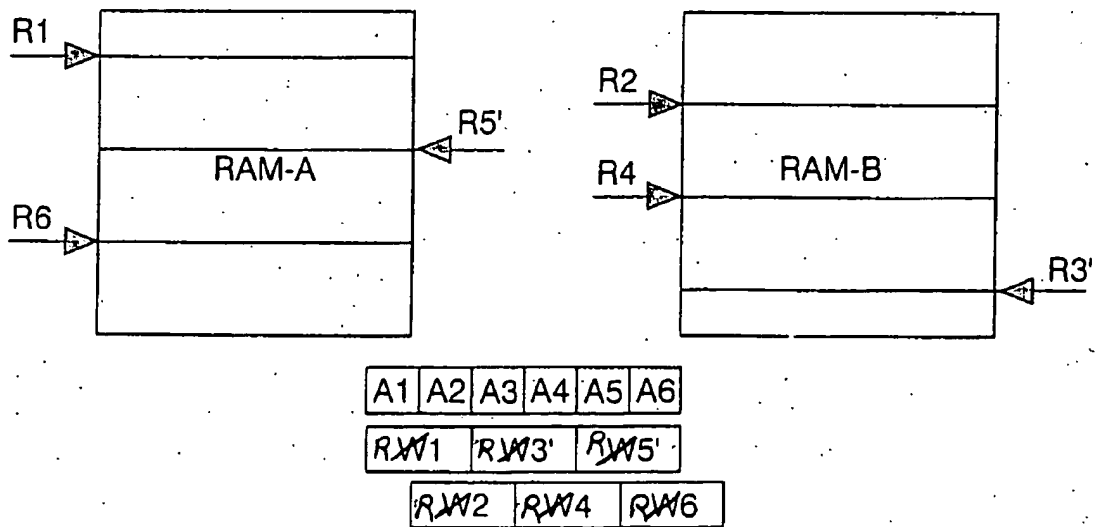 R1
R2
R5'
RAM-A
R4
RAM-B
R6
R3'
A1 A2 A3 A4 A5 A6
RW1 RW3' RW5'
RW2 RW4 RW6